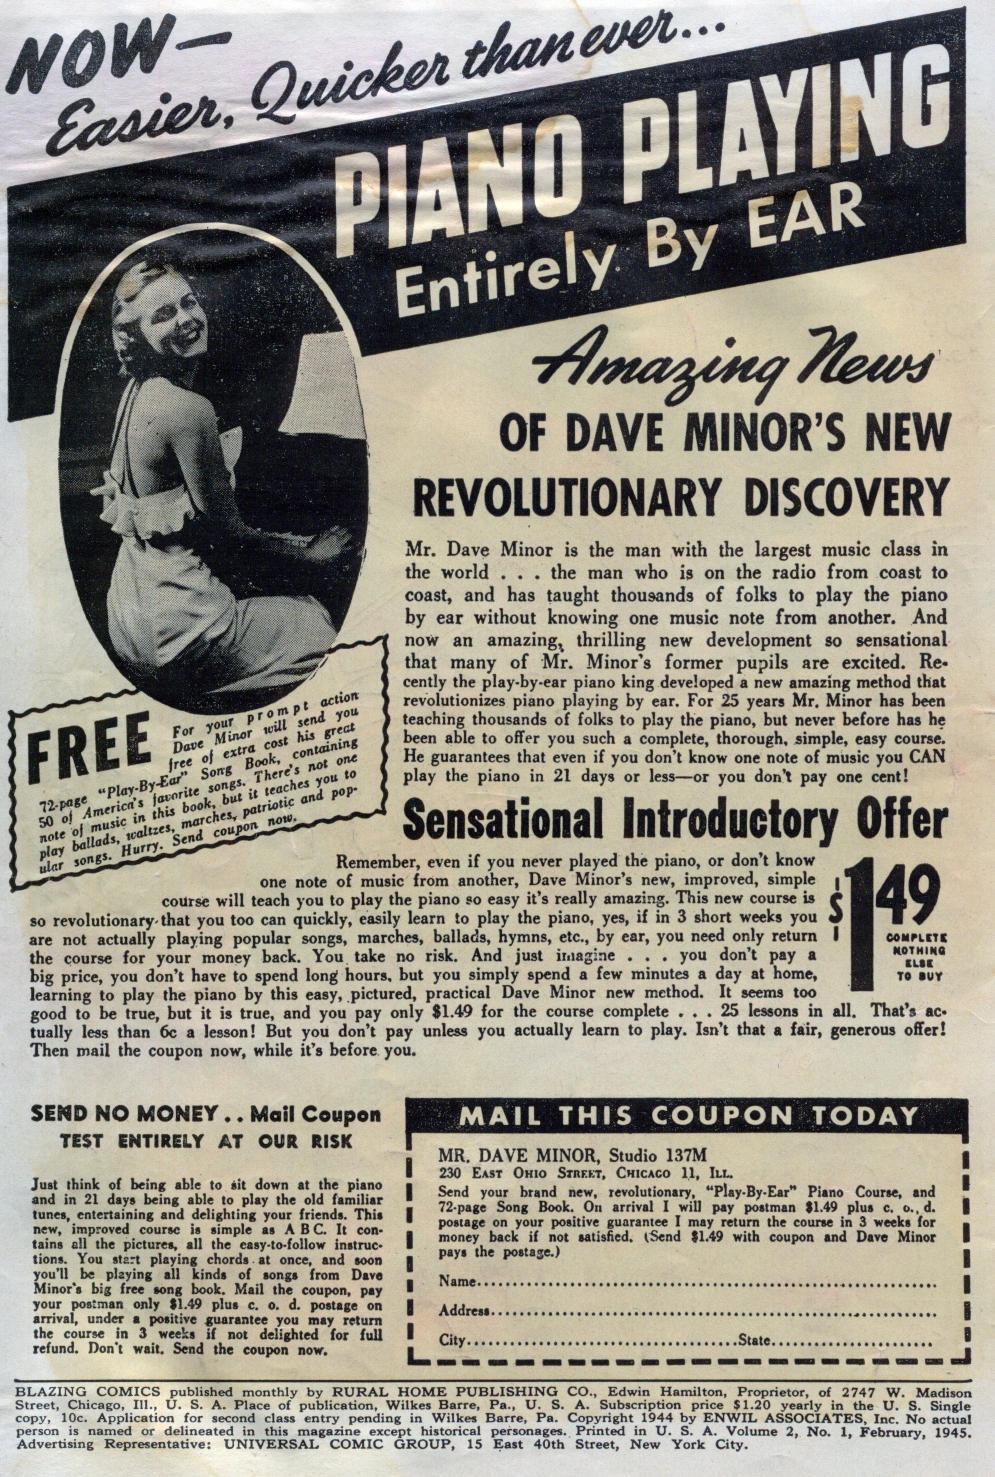 NOW—
Easier, Quicker than ever...
PIANO PLAYING
Entirely By EAR
Amazing News
OF DAVE MINOR'S NEW
REVOLUTIONARY DISCOVERY
Mr. Dave Minor is the man with the largest music class in
the world . . . the man who is on the radio from coast to
coast, and has taught thousands of folks to play the piano
by ear without knowing one music note from another. And
now an amazing, thrilling new development so sensational
that many of Mr. Minor's former pupils are excited. Re-
cently the play-by-ear piano king developed a new amazing method that
revolutionizes piano playing by ear. For 25 years Mr. Minor has been
teaching thousands of folks to play the piano, but never before has he
been able to offer you such a complete, thorough, simple, easy course.
He guarantees that even if you don't know one note of music you CAN
play the piano in 21 days or less—or you don't pay one cent!
FREE
For your prompt action
Dave Minor will send you
free of extra cost his great
72-page "Play-By-Ear" Song Book, containing
50 of America's favorite songs. There's not one
note of music in this book, but it teaches you to
play ballads, waltzes, marches, patriotic and pop-
ular songs. Hurry. Send coupon now.
Sensational Introductory Offer
Remember, even if you never played the piano, or don't know
one note of music from another, Dave Minor's new, improved, simple
course will teach you to play the piano so easy it's really amazing. This new course is
so revolutionary that you too can quickly, easily learn to play the piano, yes, if in 3 short weeks you
are not actually playing popular songs, marches, ballads, hymns, etc., by ear, you need only return
the course for your money back. You take no risk. And just imagine . . . you don't pay a
big price, you don't have to spend long hours, but you simply spend a few minutes a day at home,
learning to play the piano by this easy, pictured, practical Dave Minor new method. It seems too
good to be true, but it is true, and you pay only $1.49 for the course complete . . . 25 lessons in all. That's ac-
tually less than 6c a lesson! But you don't pay unless you actually learn to play. Isn't that a fair, generous offer!
Then mail the coupon now, while it's before you.
$1.49
COMPLETE
NOTHING
ELSE
TO BUY
SEND NO MONEY . . Mail Coupon
TEST ENTIRELY AT OUR RISK
Just think of being able to sit down at the piano
and in 21 days being able to play the old familiar
tunes, entertaining and delighting your friends. This
new, improved course is simple as A B C. It con-
tains all the pictures, all the easy-to-follow instruc-
tions. You start playing chords at once, and soon
you'll be playing all kinds of songs from Dave
Minor's big free song book. Mail the coupon, pay
your postman only $1.49 plus c. o. d. postage on
arrival, under a positive guarantee you may return
the course in 3 weeks if not delighted for full
refund. Don't wait. Send the coupon now.
MAIL THIS COUPON TODAY
MR. DAVE MINOR, Studio 137M
230 EAST OHIO STREET, CHICAGO 11, ILL.
Send your brand new, revolutionary, "Play-By-Ear" Piano Course, and
72-page Song Book. On arrival I will pay postman $1.49 plus c. o. d.
postage on your positive guarantee I may return the course in 3 weeks for
money back if not satisfied. (Send $1.49 with coupon and Dave Minor
pays the postage.)
Name
Address
City State
BLAZING COMICS published monthly by RURAL HOME PUBLISHING CO., Edwin Hamilton, Proprietor, of 2747 W. Madison
Street, Chicago, Ill., U. S. A. Place of publication, Wilkes Barre, Pa., U. S. A. Subscription price $1.20 yearly in the U. S. Single
copy, 10c. Application for second class entry pending in Wilkes Barre, Pa. Copyright 1944 by ENWIL ASSOCIATES, Inc. No actual
person is named or delineated in this magazine except historical personages. Printed in U. S. A. Volume 2, No. 1, February, 1945.
Advertising Representative: UNIVERSAL COMIC GROUP, 15 East 40th Street, New York City.